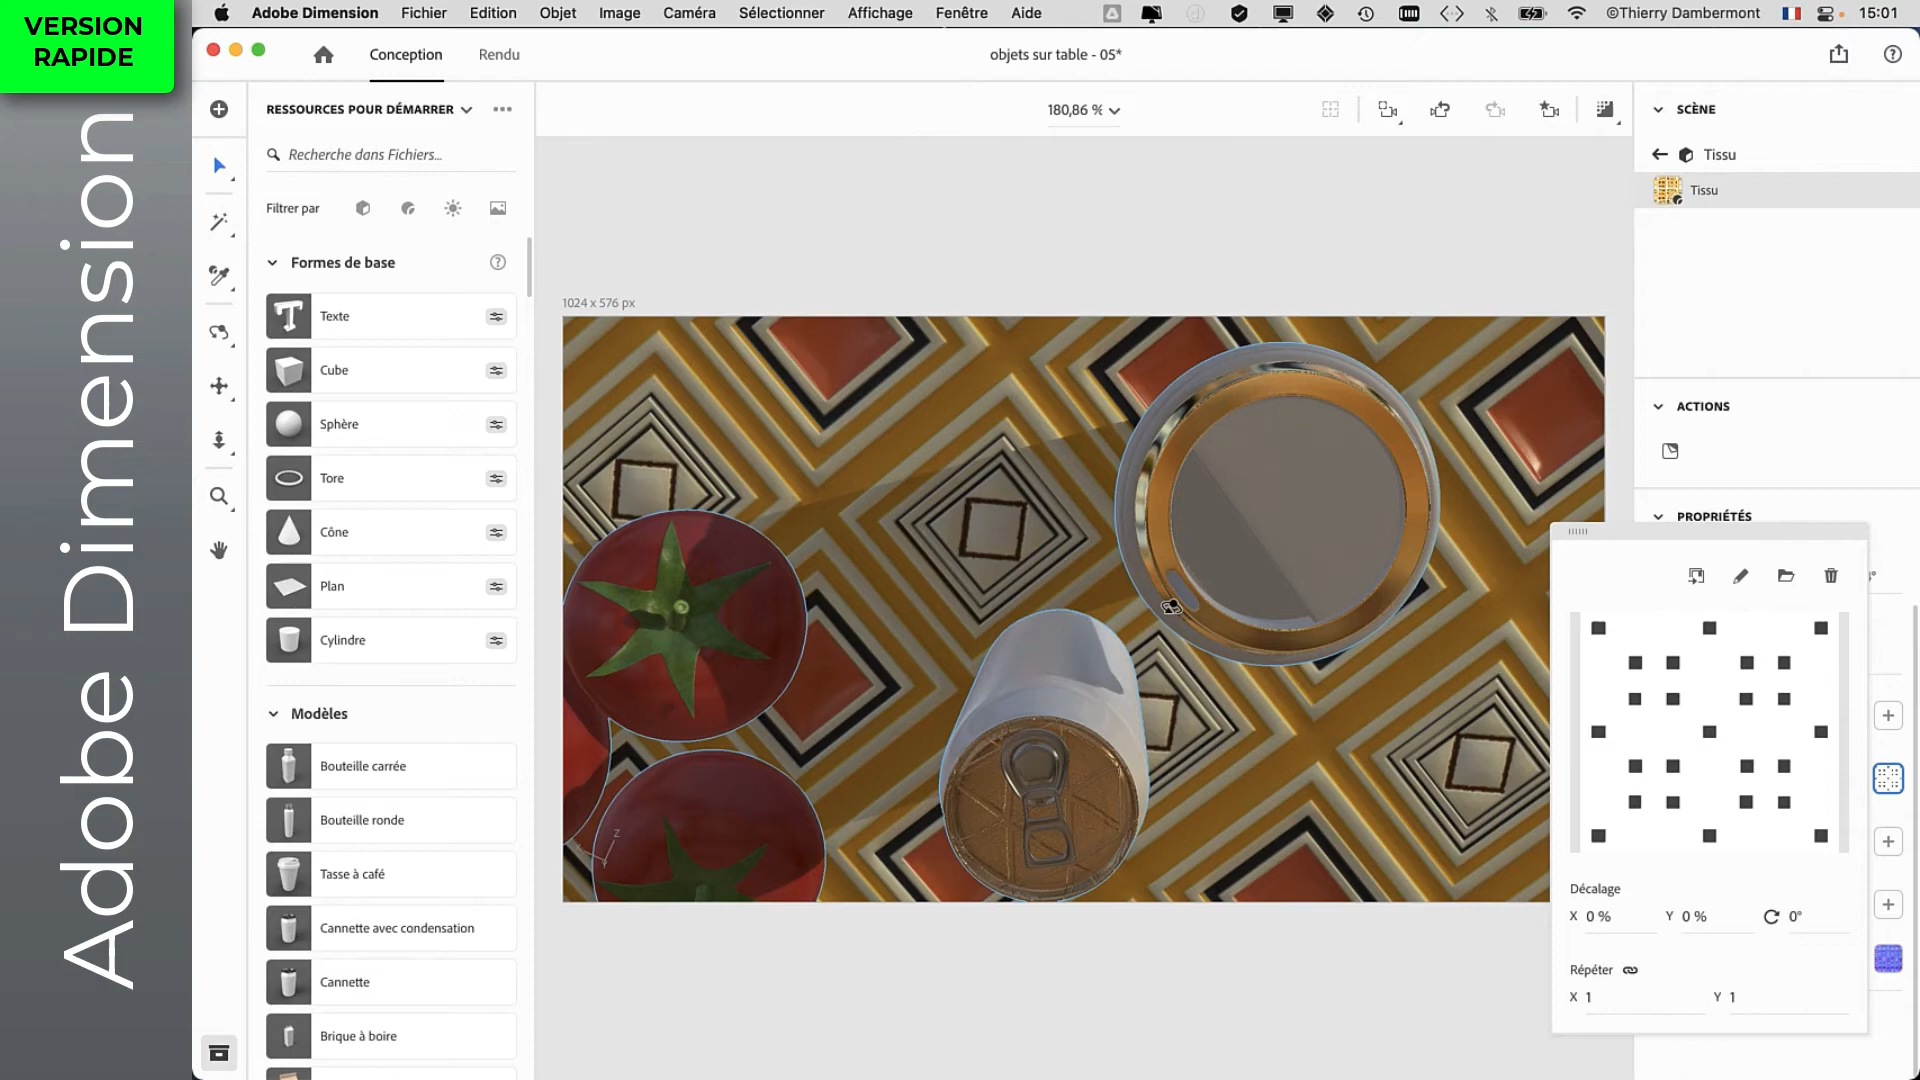 VERSION
RAPIDE
Adobe Dimension
Adobe Dimension Fichier Edition Objet Image Caméra Sélectionner Affichage Fenêtre Aide ©Thierry Dambermont 15:01
Conception Rendu objets sur table - 05*
RESSOURCES POUR DÉMARRER
180,86 %
SCÈNE
Recherche dans Fichiers...
Tissu
Tissu
Filtrer par
Formes de base
1024 x 576 px
Texte
Cube
Sphère
Tore
Cône
Plan
Cylindre
Modèles
Bouteille carrée
Bouteille ronde
Tasse à café
Cannette avec condensation
Cannette
Brique à boire
Z
ACTIONS
PROPRIÉTÉS
Décalage
X 0 % Y 0 % 0°
Répéter
X 1 Y 1